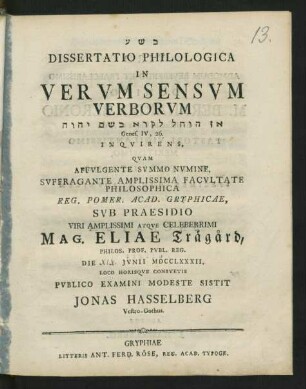 13.
בשע
DISSERTATIO PHILOLOGICA
IN
VERVM SENSVM
VERBORVM
אז הוחל לקרא בשם יהוה
Genes. IV, 26.
INQVIRENS,
QVAM
AFFVLGENTE SVMMO NVMINE,
SVFFRAGANTE AMPLISSIMA FACVLTATE
PHILOSOPHICA
REG. POMER. ACAD. GRYPHICAE,
SVB PRAESIDIO
VIRI AMPLISSIMI ATQVE CELEBERRIMI
MAG. ELIAE Trägård,
PHILOS. PROF. PVBL. REG.
DIE JVNII MDCCLXXXII,
LOCO HORISQVE CONSVETIS
PVBLICO EXAMINI MODESTE SISTIT
JONAS HASSELBERG
Vestro-Gothus.
GRYPHIAE
LITTERIS ANT. FERD. RÖSE, REG. ACAD. TYPOGR.